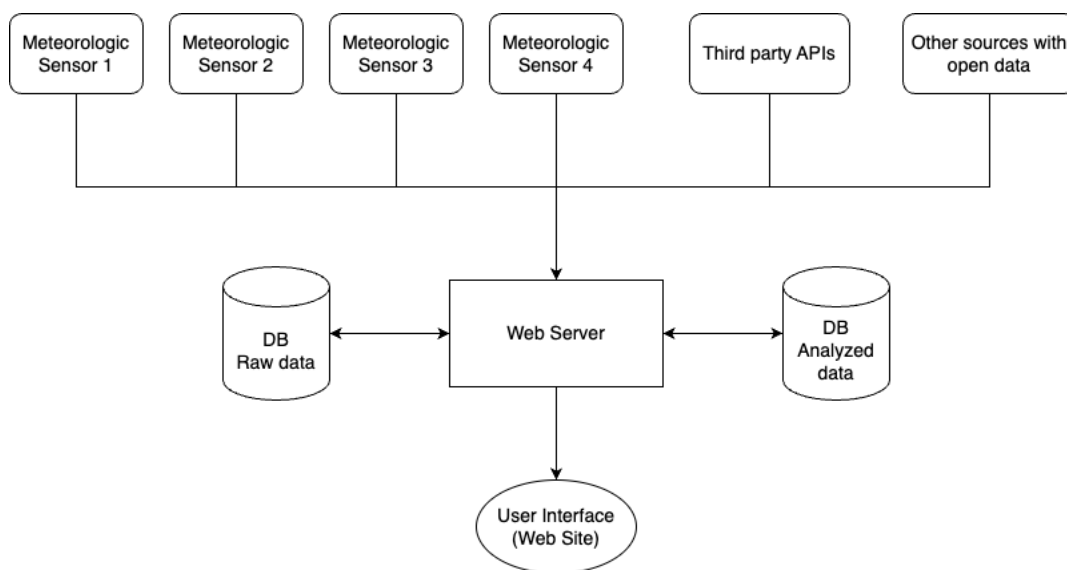 Meteorologic
Sensor 1
Meteorologic
Sensor 2
Meteorologic
Sensor 3
Meteorologic
Sensor 4
Third party APIs
Other sources with
open data
DB
Raw data
Web Server
DB
Analyzed
data
User Interface
(Web Site)